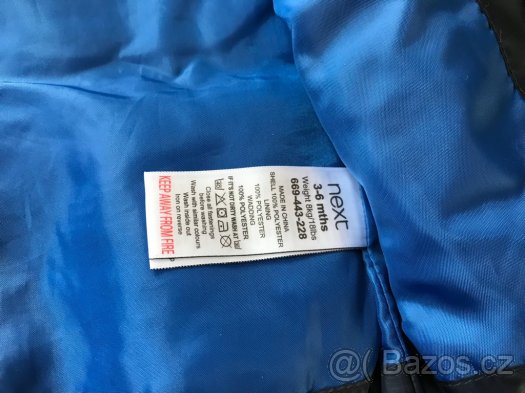 next
3-6 mths
Weight 8kg/18lbs
669-443-228
MADE IN CHINA
SHELL 100% POLYESTER
LINING
100% POLYESTER
WADDING
100% POLYESTER
IF IT'S NOT DIRTY WASH AT 30°
Close all fastenings
before washing
Wash with similar colours
Wash inside out
Iron on reverse
KEEP AWAY FROM FIRE
Bazos.cz